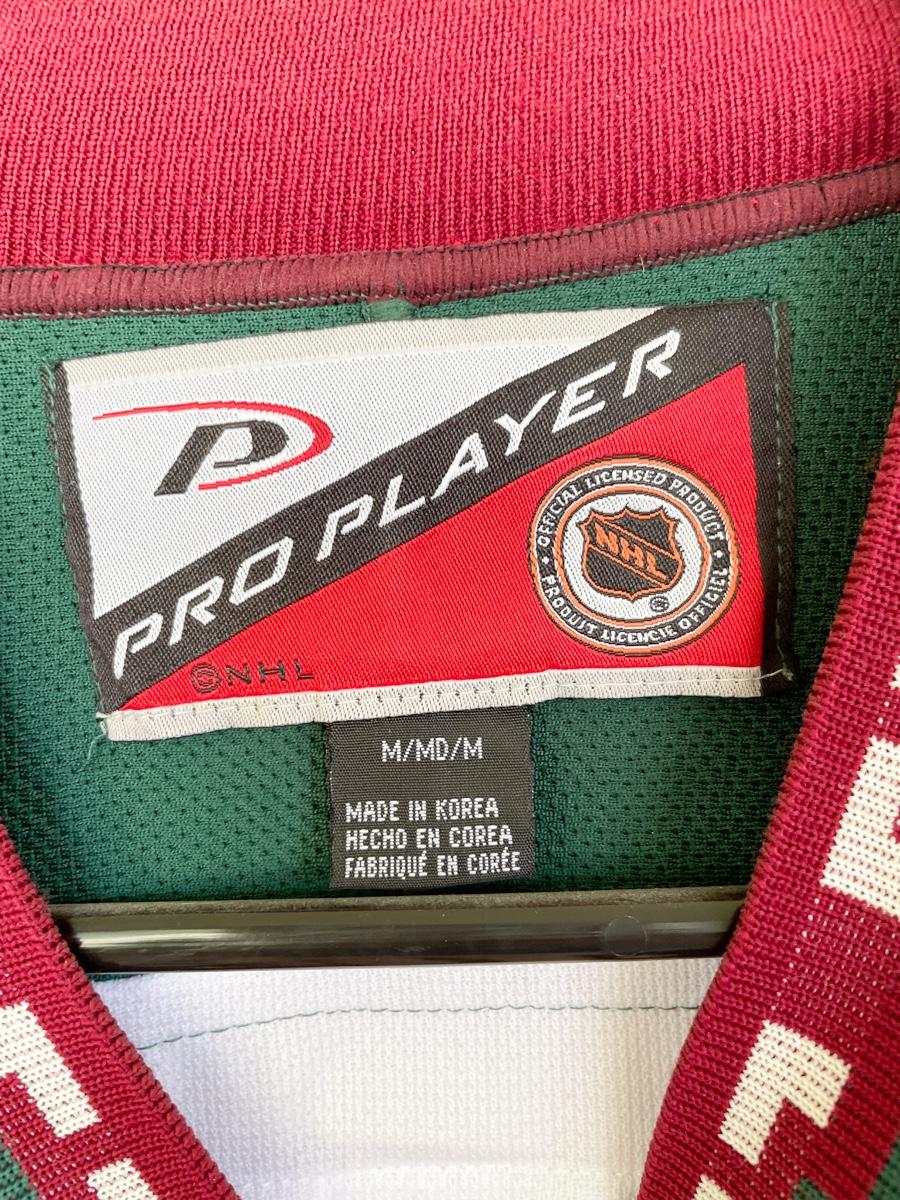 P
PRO PLAYER
OFFICIAL LICENSED PRODUCT
NHL
®
PRODUIT LICENCIE OFFICIEL
©NHL
M/MD/M
MADE IN KOREA
HECHO EN COREA
FABRIQUÉ EN CORÉE